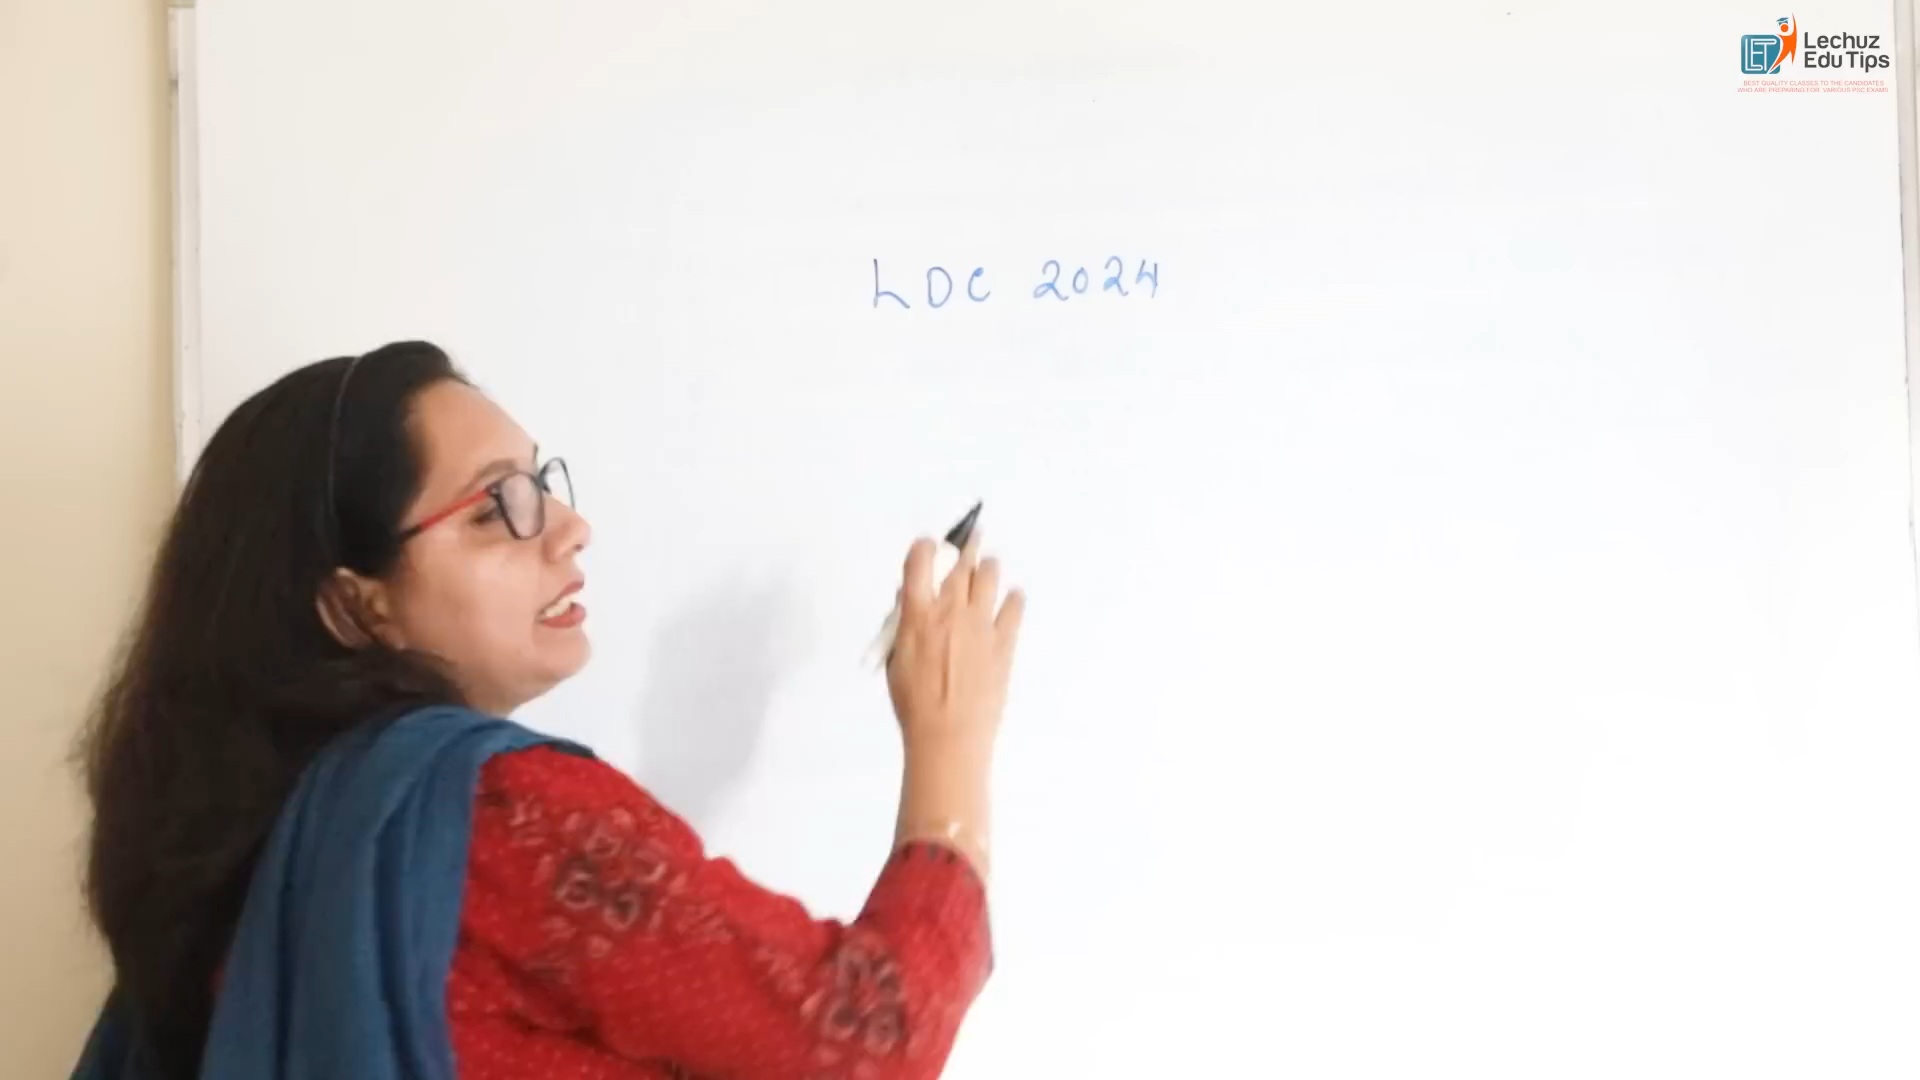 Lechuz
Edu Tips
BEST QUALITY CLASSES TO THE CANDIDATES
WHO ARE PREPARING FOR VARIOUS PSC EXAMS
LDC 2024